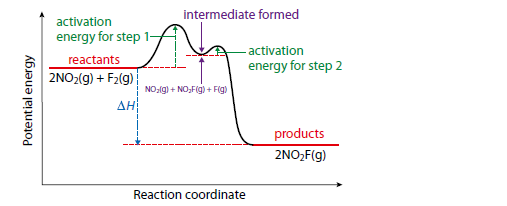 activation
energy for step 1
intermediate formed
activation
energy for step 2
reactants
2NO₂(g) + F₂(g)
NO₂(g) + NO₂F(g) + F(g)
ΔH
products
2NO₂F(g)
Potential energy
Reaction coordinate